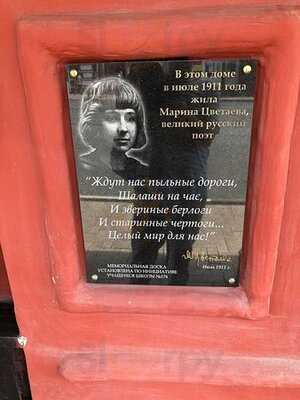 В этом доме
в июле 1911 года
жила
Марина Цветаева,
великий русский
поэт
"Ждут нас пыльные дороги,
Шалаши на час,
И звериные берлоги
И старинные чертоги...
Целый мир для нас!"
Июль 1911 г.
МЕМОРИАЛЬНАЯ ДОСКА
УСТАНОВЛЕНА ПО ИНИЦИАТИВЕ
УЧАЩИХСЯ ШКОЛЫ